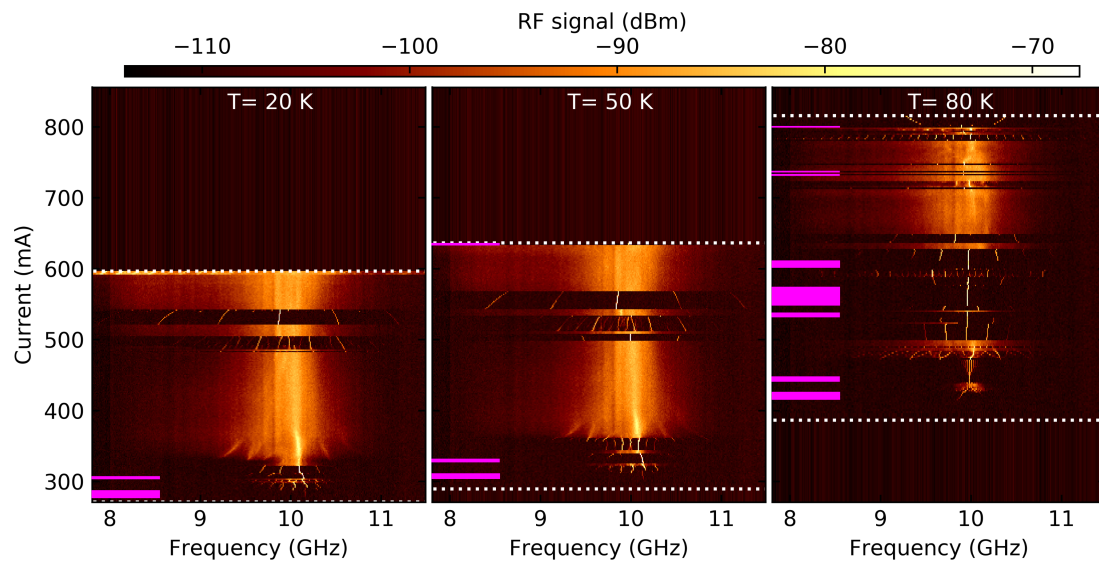 RF signal (dBm)
−110 −100 −90 −80 −70
T= 20 K T= 50 K T= 80 K
Current (mA)
800
700
600
500
400
300
8 9 10 11 8 9 10 11 8 9 10 11
Frequency (GHz) Frequency (GHz) Frequency (GHz)